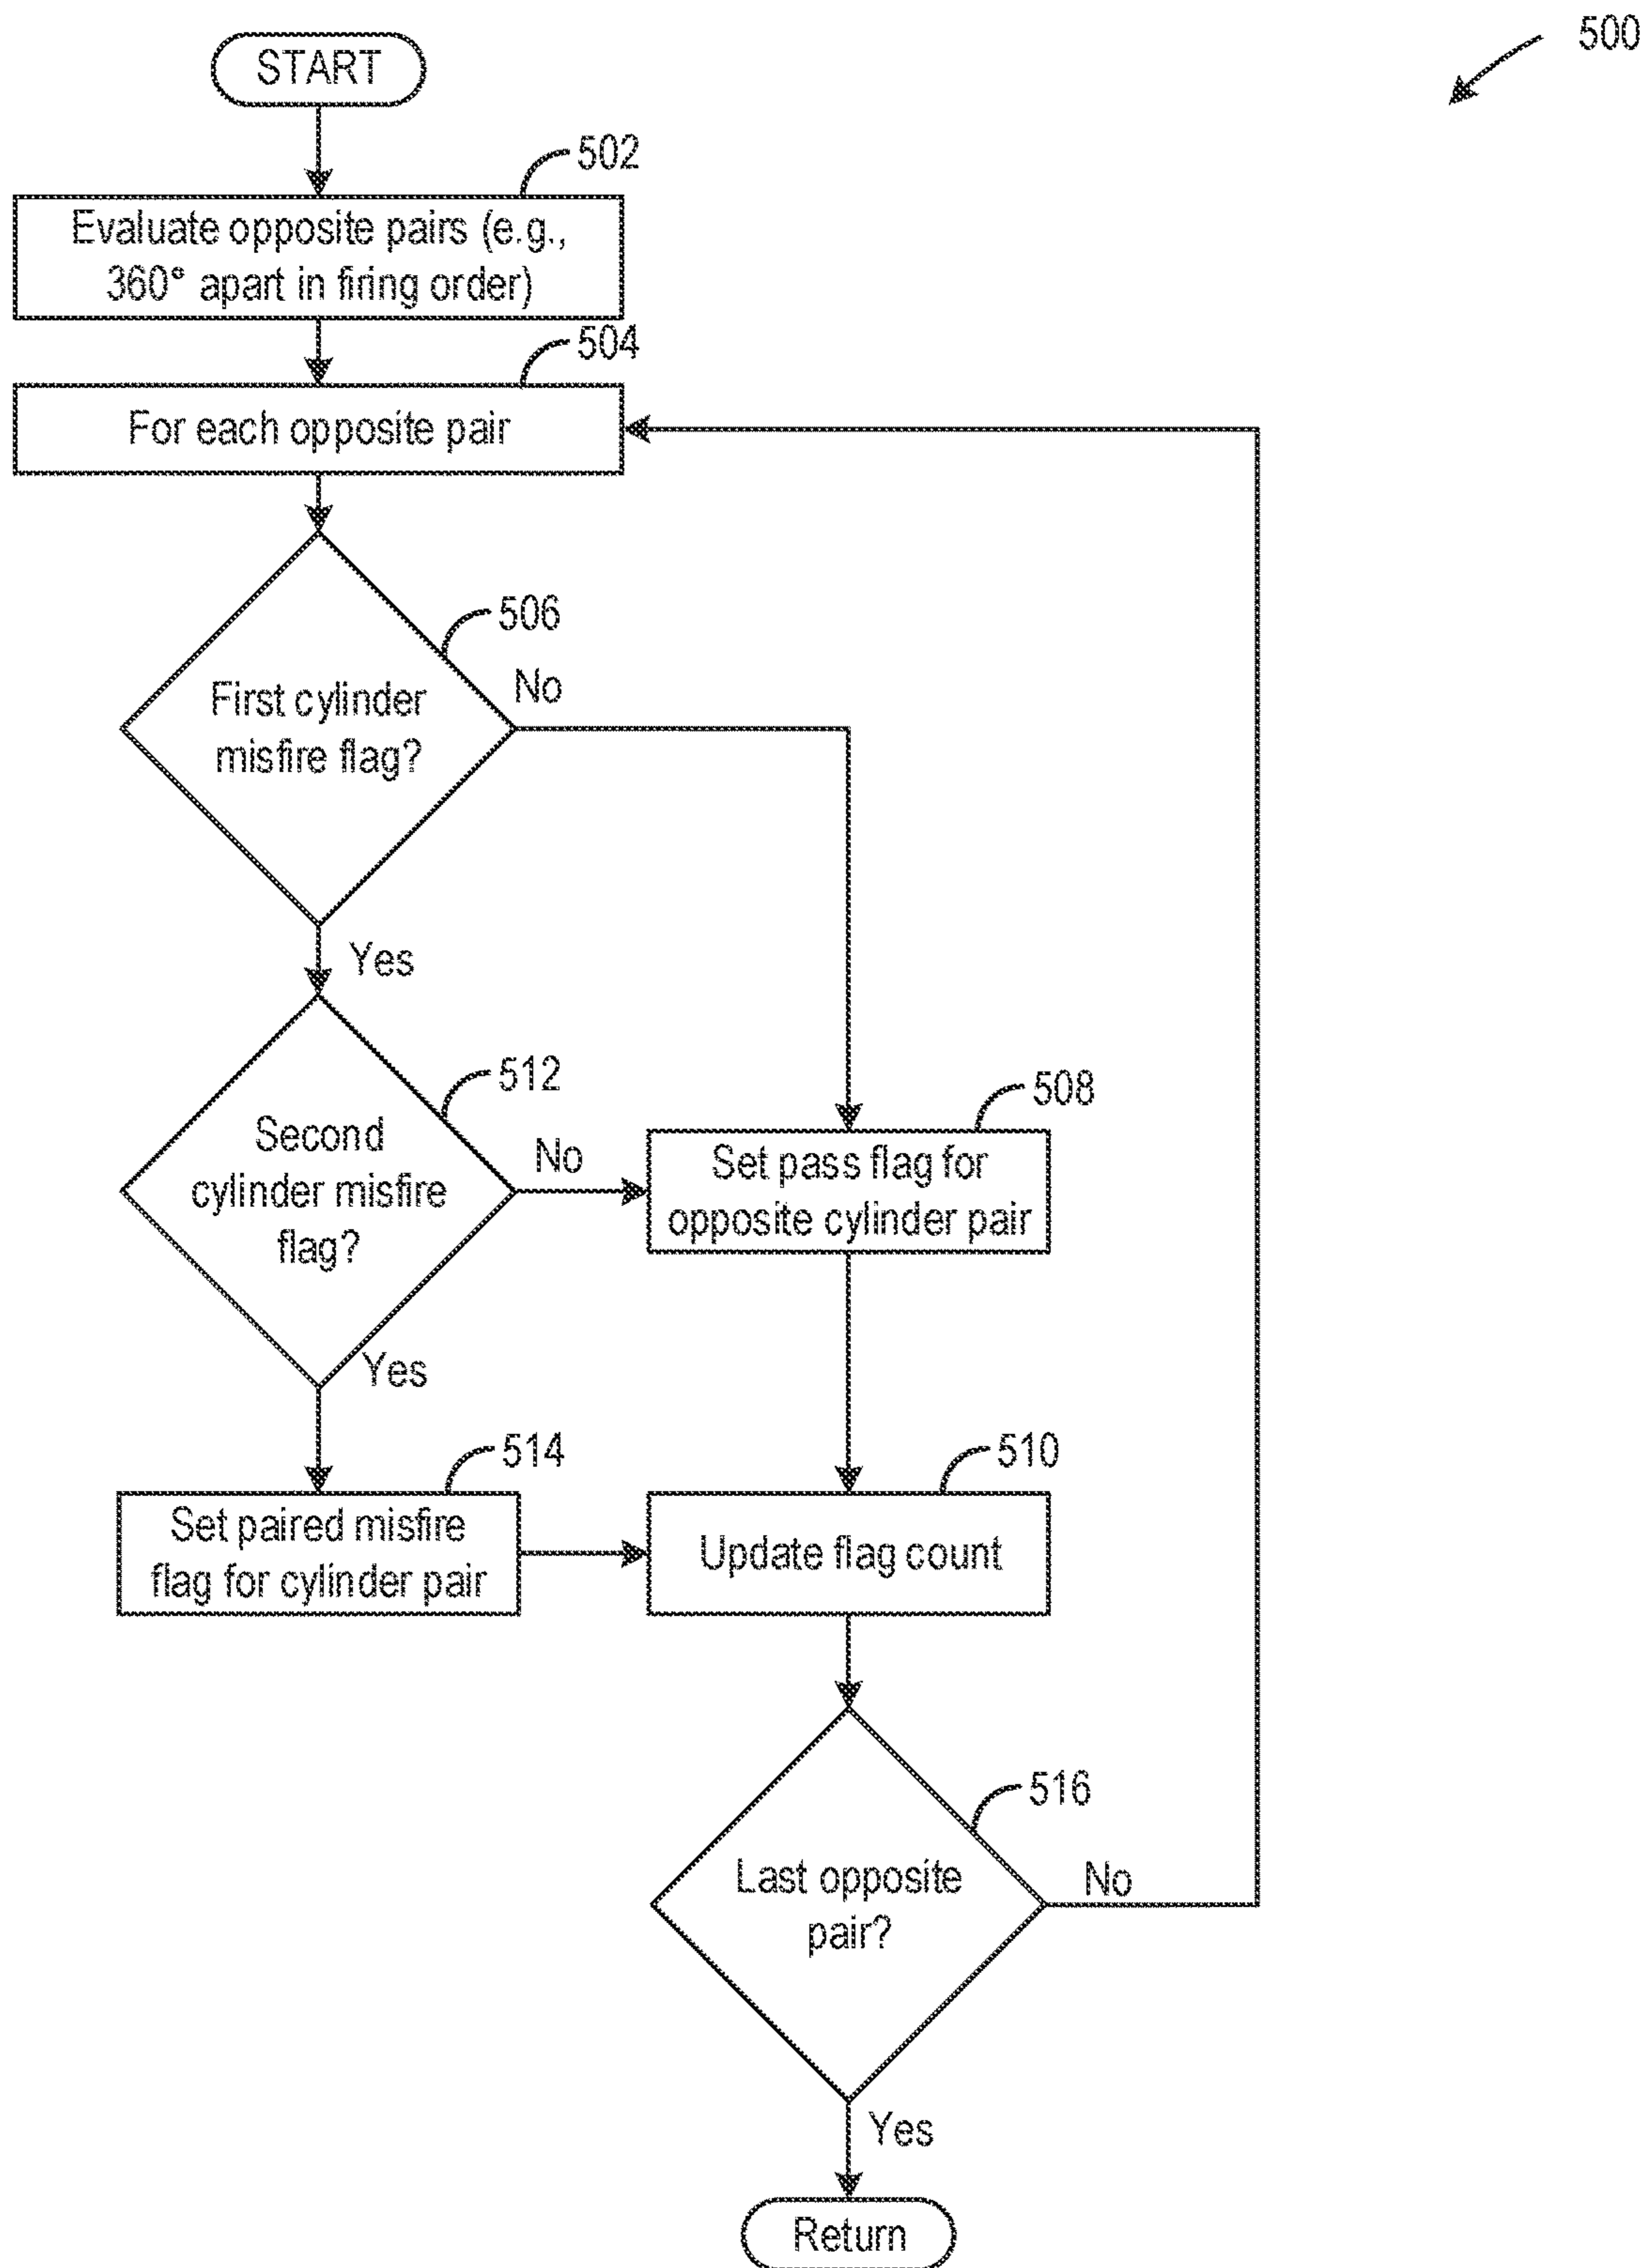 500
START
502
Evaluate opposite pairs (e.g.,
360° apart in firing order)
504
For each opposite pair
506
First cylinder
misfire flag?
No
Yes
512
Second
cylinder misfire
flag?
No
Yes
508
Set pass flag for
opposite cylinder pair
514
Set paired misfire
flag for cylinder pair
510
Update flag count
516
Last opposite
pair?
No
Yes
Return